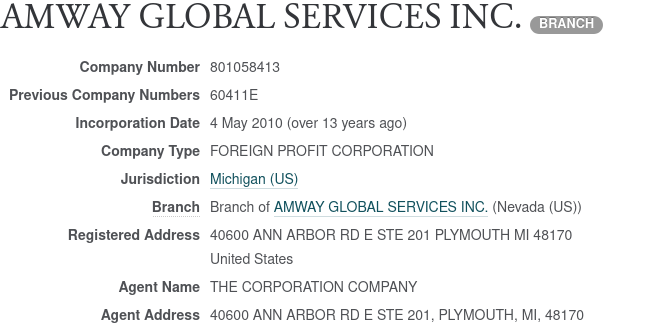 AMWAY GLOBAL SERVICES INC. BRANCH
Company Number 801058413
Previous Company Numbers 60411E
Incorporation Date 4 May 2010 (over 13 years ago)
Company Type FOREIGN PROFIT CORPORATION
Jurisdiction Michigan (US)
Branch Branch of AMWAY GLOBAL SERVICES INC. (Nevada (US))
Registered Address 40600 ANN ARBOR RD E STE 201 PLYMOUTH MI 48170
United States
Agent Name THE CORPORATION COMPANY
Agent Address 40600 ANN ARBOR RD E STE 201, PLYMOUTH, MI, 48170